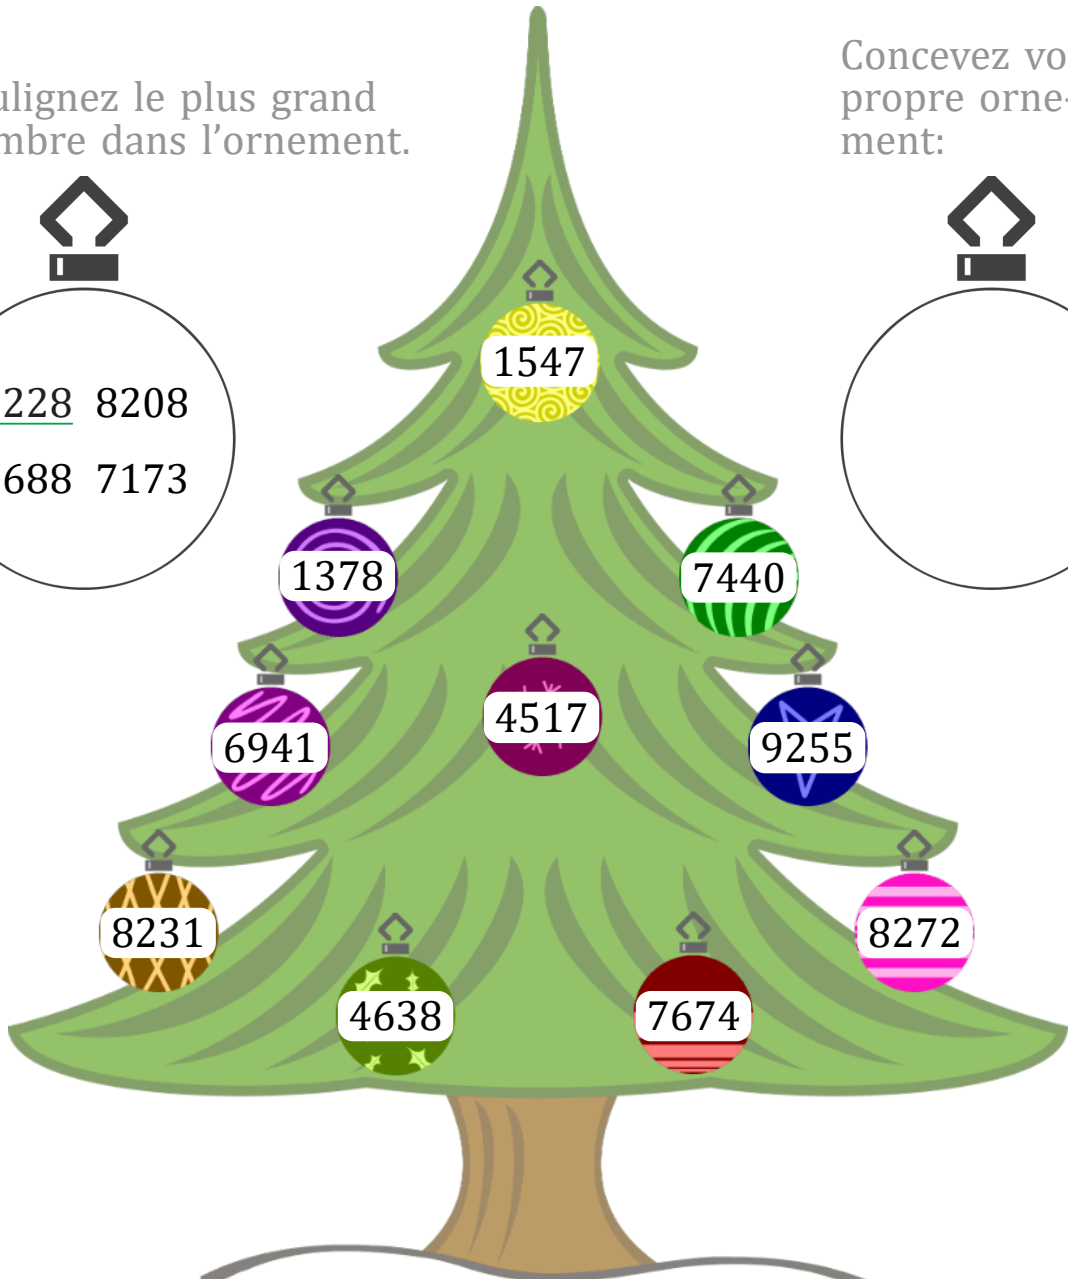 ulignez le plus grand
mbre dans l’ornement.
Concevez vo
propre orne-
ment:
228 8208
688 7173
1547
1378
7440
4517
6941
9255
8231
8272
4638
7674